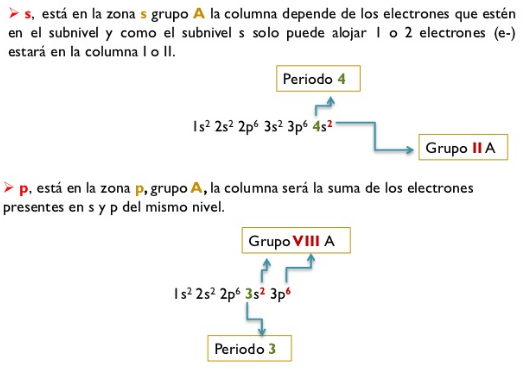 ➤ s, está en la zona s grupo A la columna depende de los electrones que estén
en el subnivel y como el subnivel s solo puede alojar 1 o 2 electrones (e-)
estará en la columna I o II.
Periodo 4
1s² 2s² 2p⁶ 3s² 3p⁶ 4s²
Grupo II A
➤ p, está en la zona p, grupo A, la columna será la suma de los electrones
presentes en s y p del mismo nivel.
Grupo VIII A
1s² 2s² 2p⁶ 3s² 3p⁶
Periodo 3